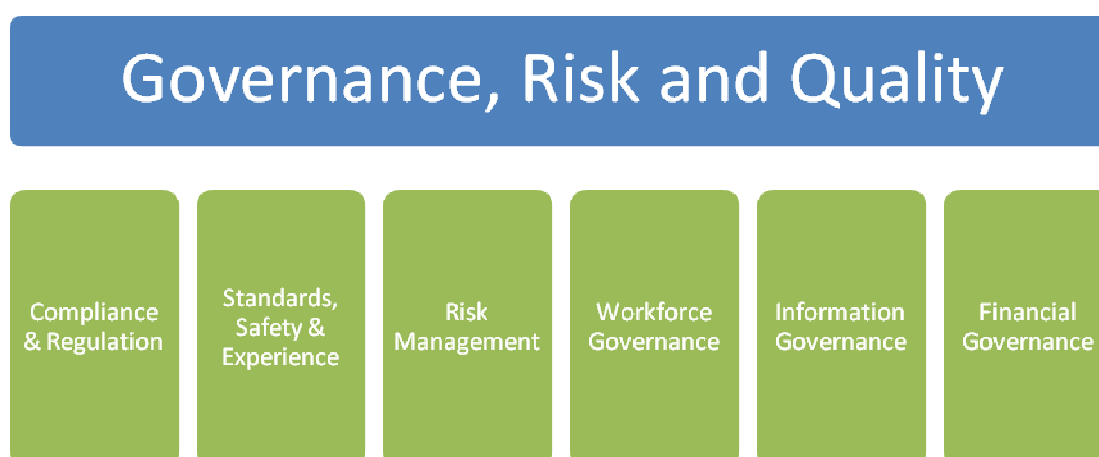 Governance, Risk and Quality
Compliance
& Regulation
Standards,
Safety &
Experience
Risk
Management
Workforce
Governance
Information
Governance
Financial
Governance